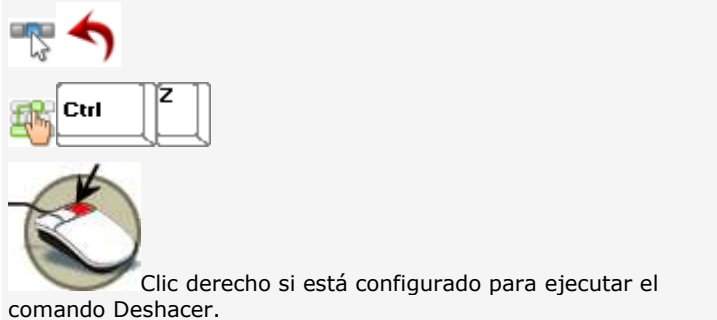 Ctrl Z
Clic derecho si está configurado para ejecutar el
comando Deshacer.